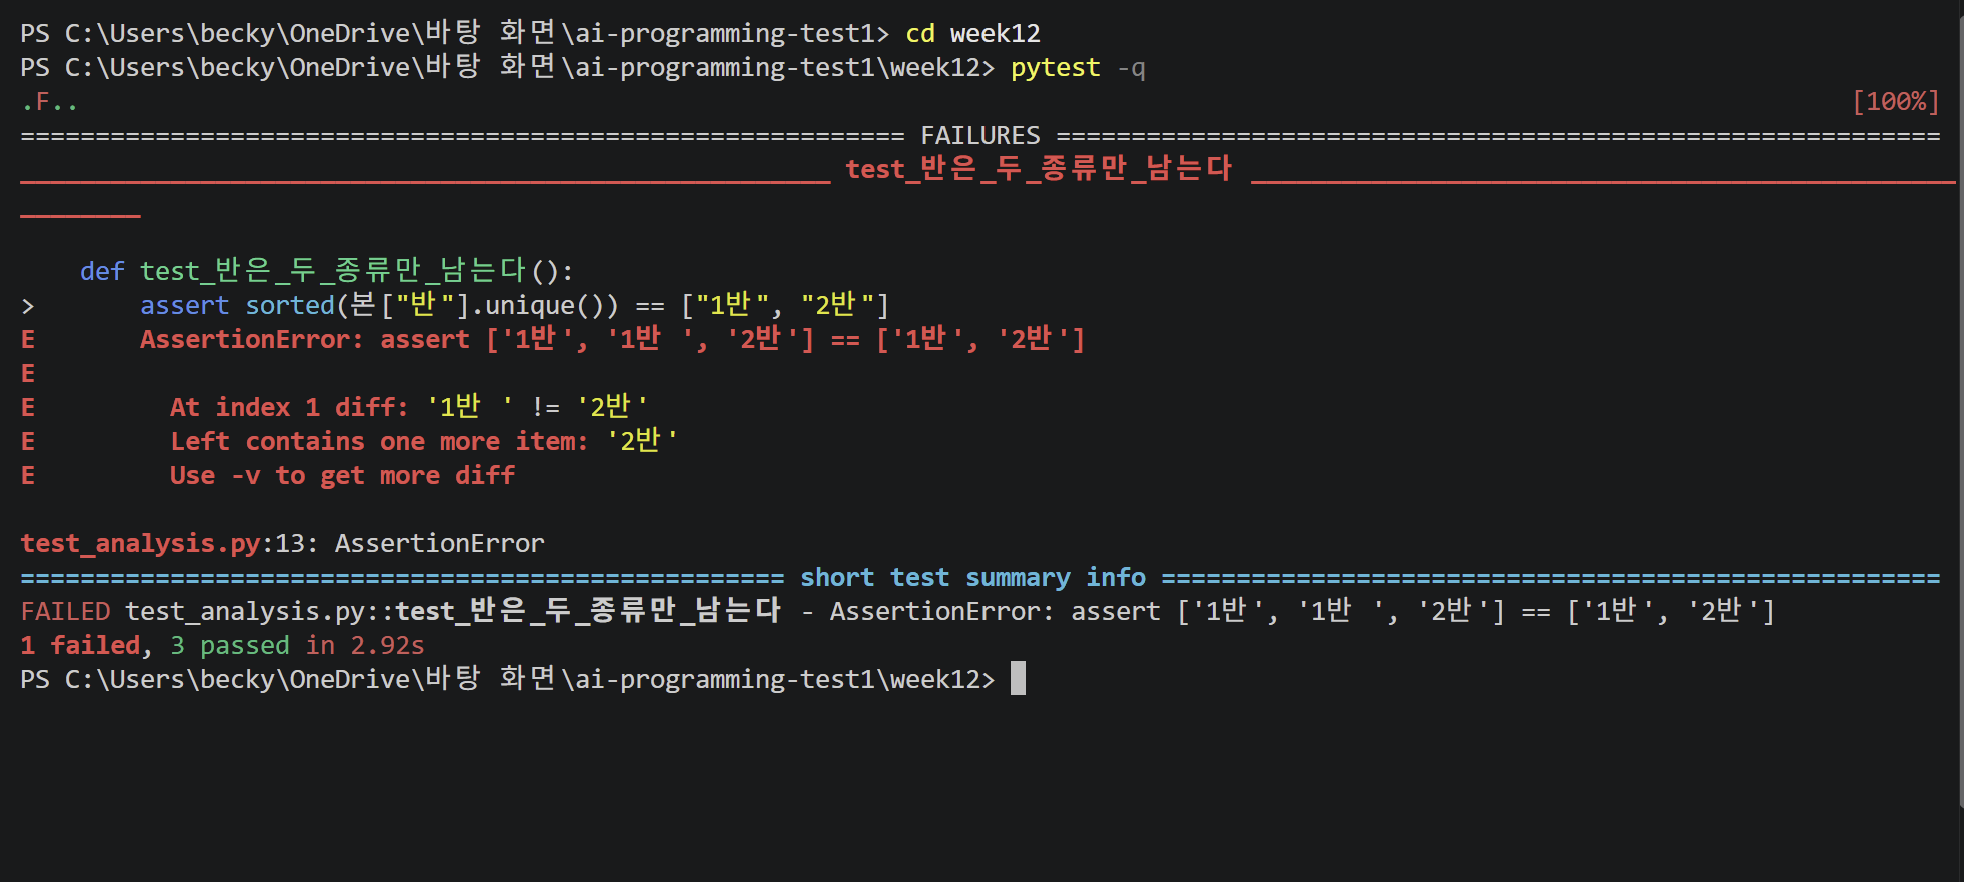 PS C:\Users\becky\OneDrive\바탕 화면\ai-programming-test1> cd week12
PS C:\Users\becky\OneDrive\바탕 화면\ai-programming-test1\week12> pytest -q
.F.. [100%]
=========================================================== FAILURES ===========================================================
______________________________________________________ test_반은_두_종류만_남는다 _______________________________________________
________

    def test_반은_두_종류만_남는다():
>       assert sorted(본["반"].unique()) == ["1반", "2반"]
E       AssertionError: assert ['1반', '1반 ', '2반'] == ['1반', '2반']
E
E         At index 1 diff: '1반 ' != '2반'
E         Left contains one more item: '2반'
E         Use -v to get more diff

test_analysis.py:13: AssertionError
=================================================== short test summary info ====================================================
FAILED test_analysis.py::test_반은_두_종류만_남는다 - AssertionError: assert ['1반', '1반 ', '2반'] == ['1반', '2반']
1 failed, 3 passed in 2.92s
PS C:\Users\becky\OneDrive\바탕 화면\ai-programming-test1\week12>